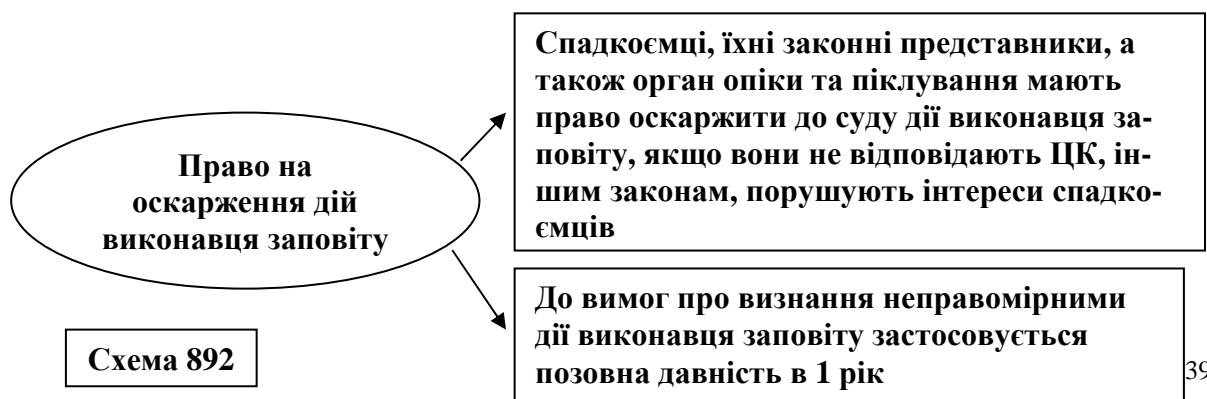 Право на
оскарження дій
виконавця заповіту
Спадкоємці, їхні законні представники, а
також орган опіки та піклування мають
право оскаржити до суду дії виконавця за-
повіту, якщо вони не відповідають ЦК, ін-
шим законам, порушують інтереси спадко-
ємців
До вимог про визнання неправомірними
дії виконавця заповіту застосовується
позовна давність в 1 рік
Схема 892
39